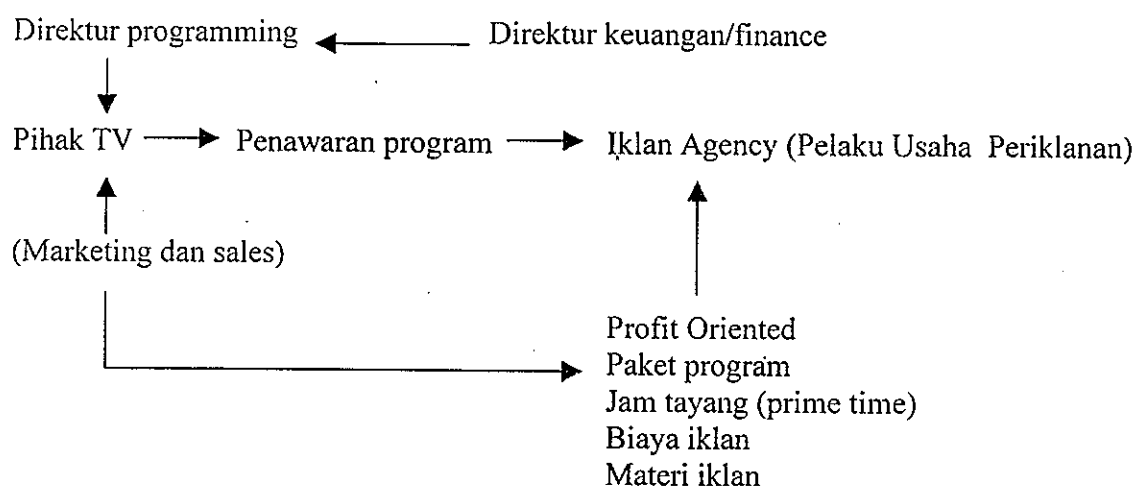 Direktur programming Direktur keuangan/finance
Pihak TV Penawaran program Iklan Agency (Pelaku Usaha Periklanan)
(Marketing dan sales)
Profit Oriented
Paket program
Jam tayang (prime time)
Biaya iklan
Materi iklan